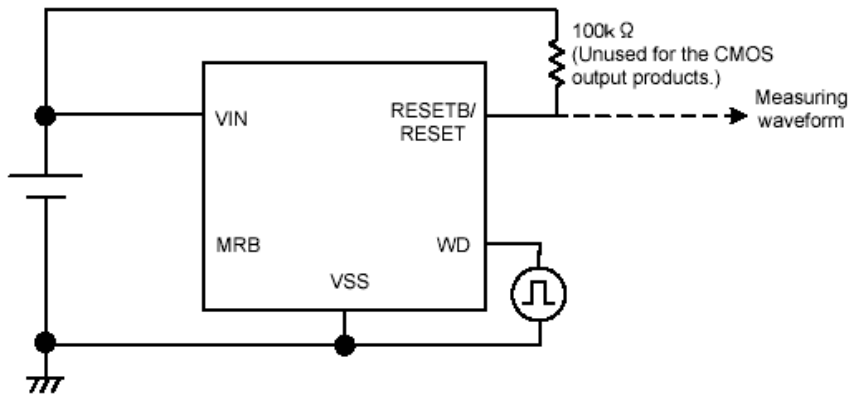 100k Ω
(Unused for the CMOS
output products.)
Measuring
waveform
VIN
RESETB/
RESET
MRB
WD
VSS